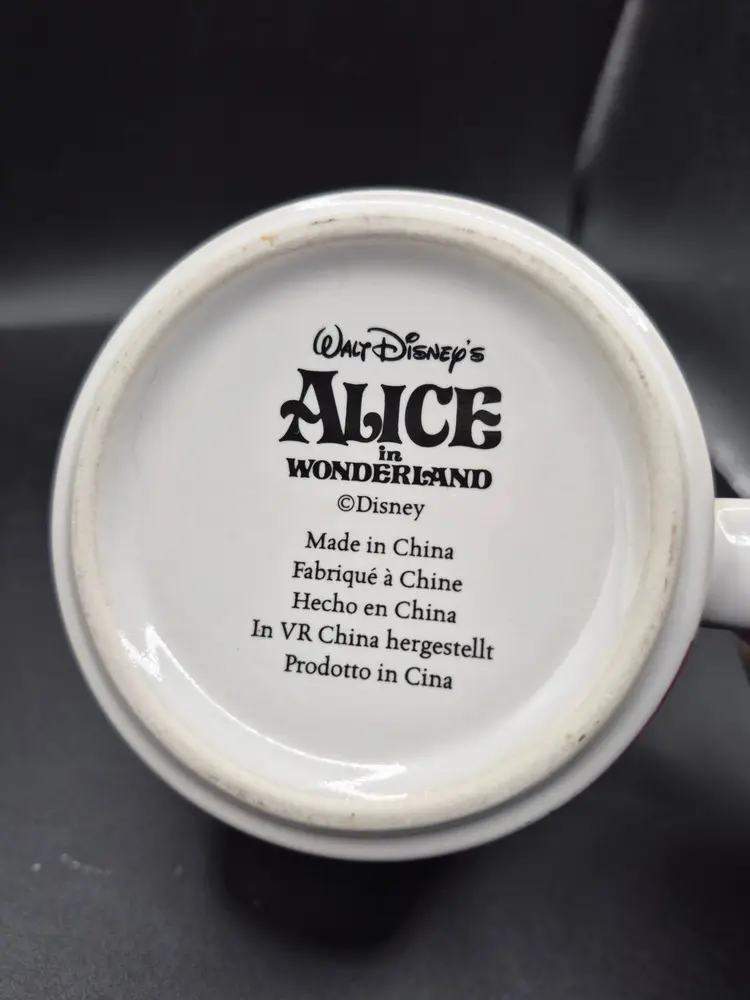 Walt Disney's
ALICE
in
WONDERLAND
©Disney
Made in China
Fabriqué à Chine
Hecho en China
In VR China hergestellt
Prodotto in Cina